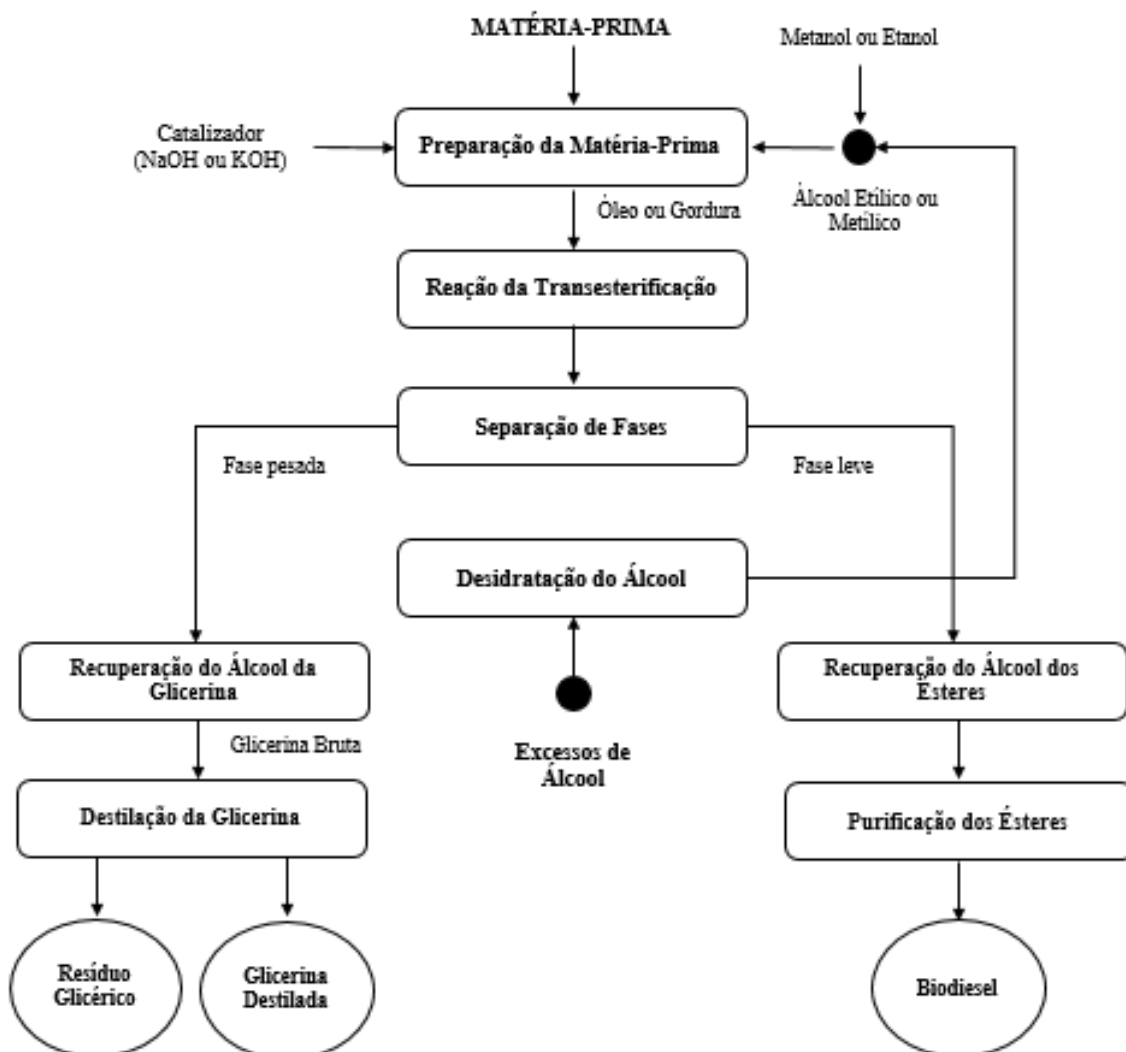 MATÉRIA-PRIMA
Metanol ou Etanol
Catalizador
(NaOH ou KOH)
Preparação da Matéria-Prima
Álcool Etílico ou
Metílico
Óleo ou Gordura
Reação da Transesterificação
Separação de Fases
Fase pesada
Fase leve
Desidratação do Álcool
Recuperação do Álcool da
Glicerina
Recuperação do Álcool dos
Ésteres
Glicerina Bruta
Excessos de
Álcool
Destilação da Glicerina
Purificação dos Ésteres
Resíduo
Glicérico
Glicerina
Destilada
Biodiesel